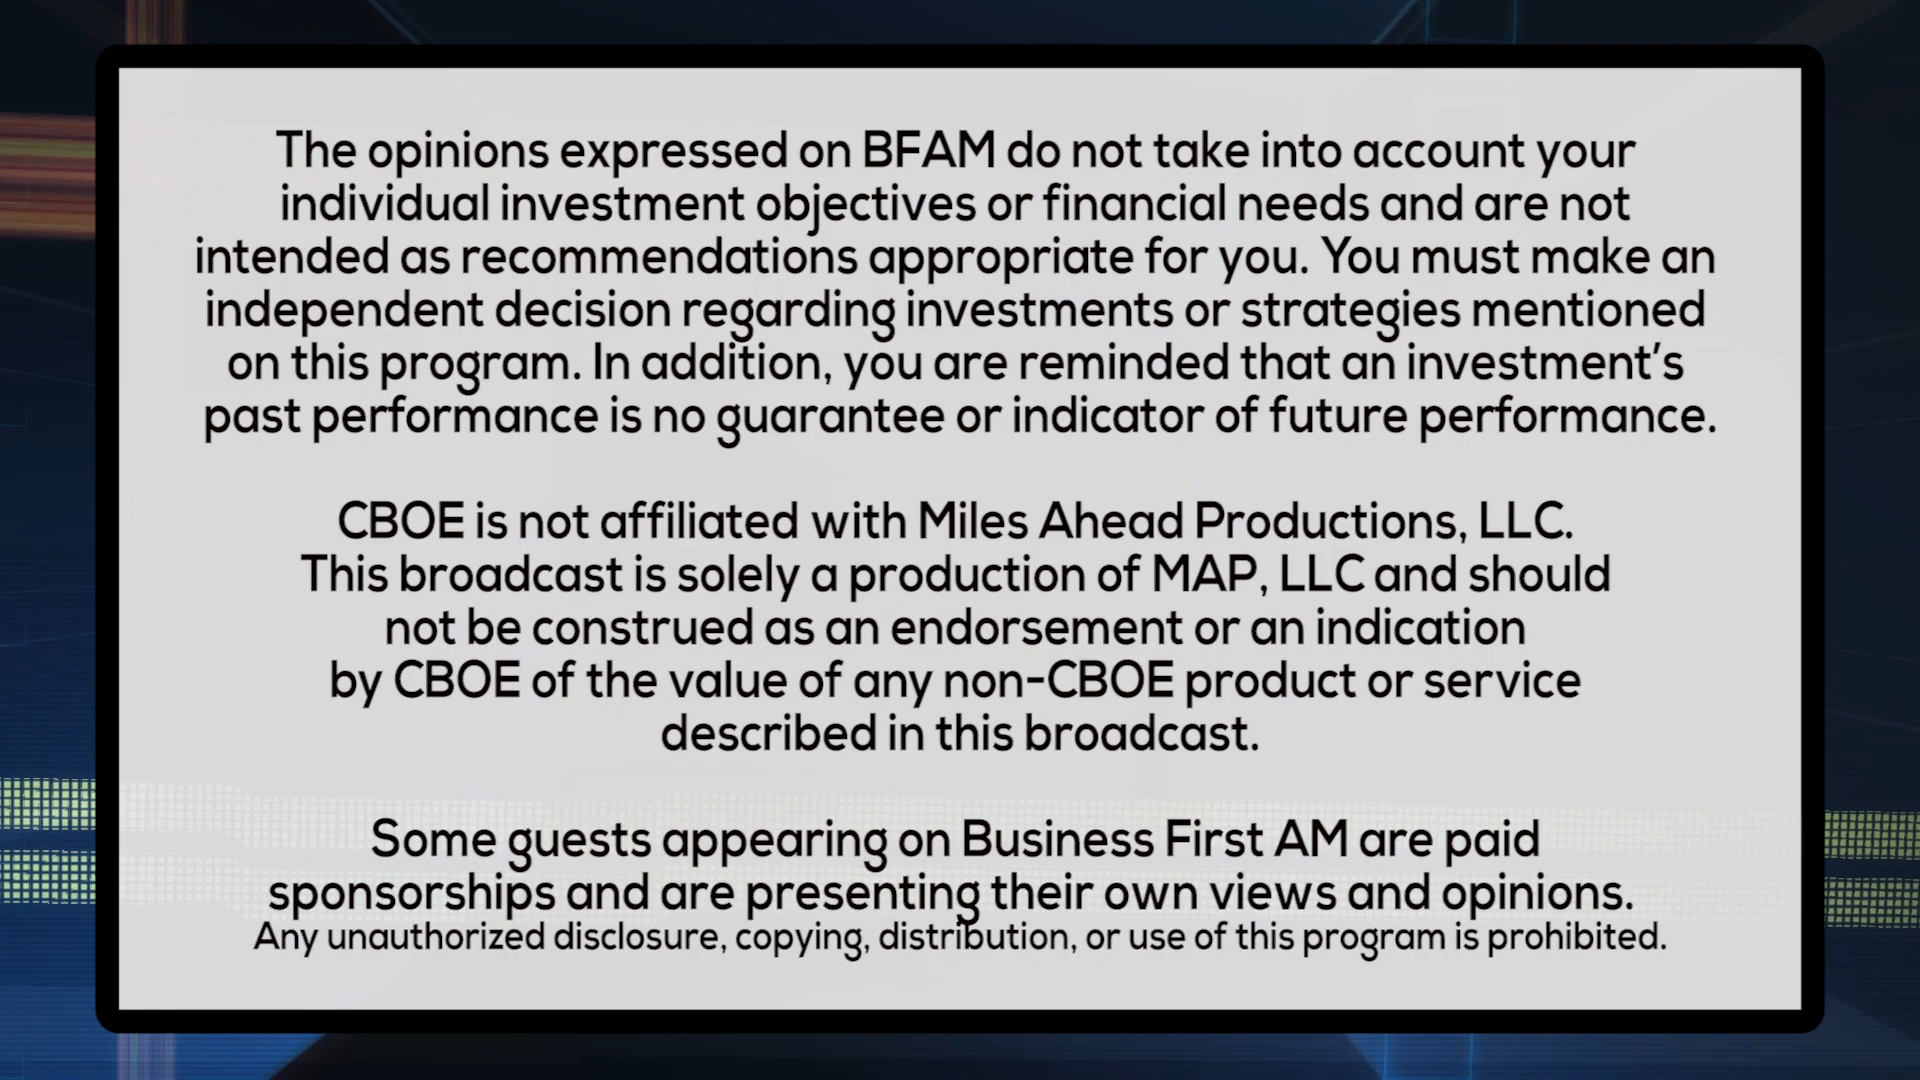 The opinions expressed on BFAM do not take into account your
individual investment objectives or financial needs and are not
intended as recommendations appropriate for you. You must make an
independent decision regarding investments or strategies mentioned
on this program. In addition, you are reminded that an investment’s
past performance is no guarantee or indicator of future performance.
CBOE is not affiliated with Miles Ahead Productions, LLC.
This broadcast is solely a production of MAP, LLC and should
not be construed as an endorsement or an indication
by CBOE of the value of any non-CBOE product or service
described in this broadcast.
Some guests appearing on Business First AM are paid
sponsorships and are presenting their own views and opinions.
Any unauthorized disclosure, copying, distribution, or use of this program is prohibited.